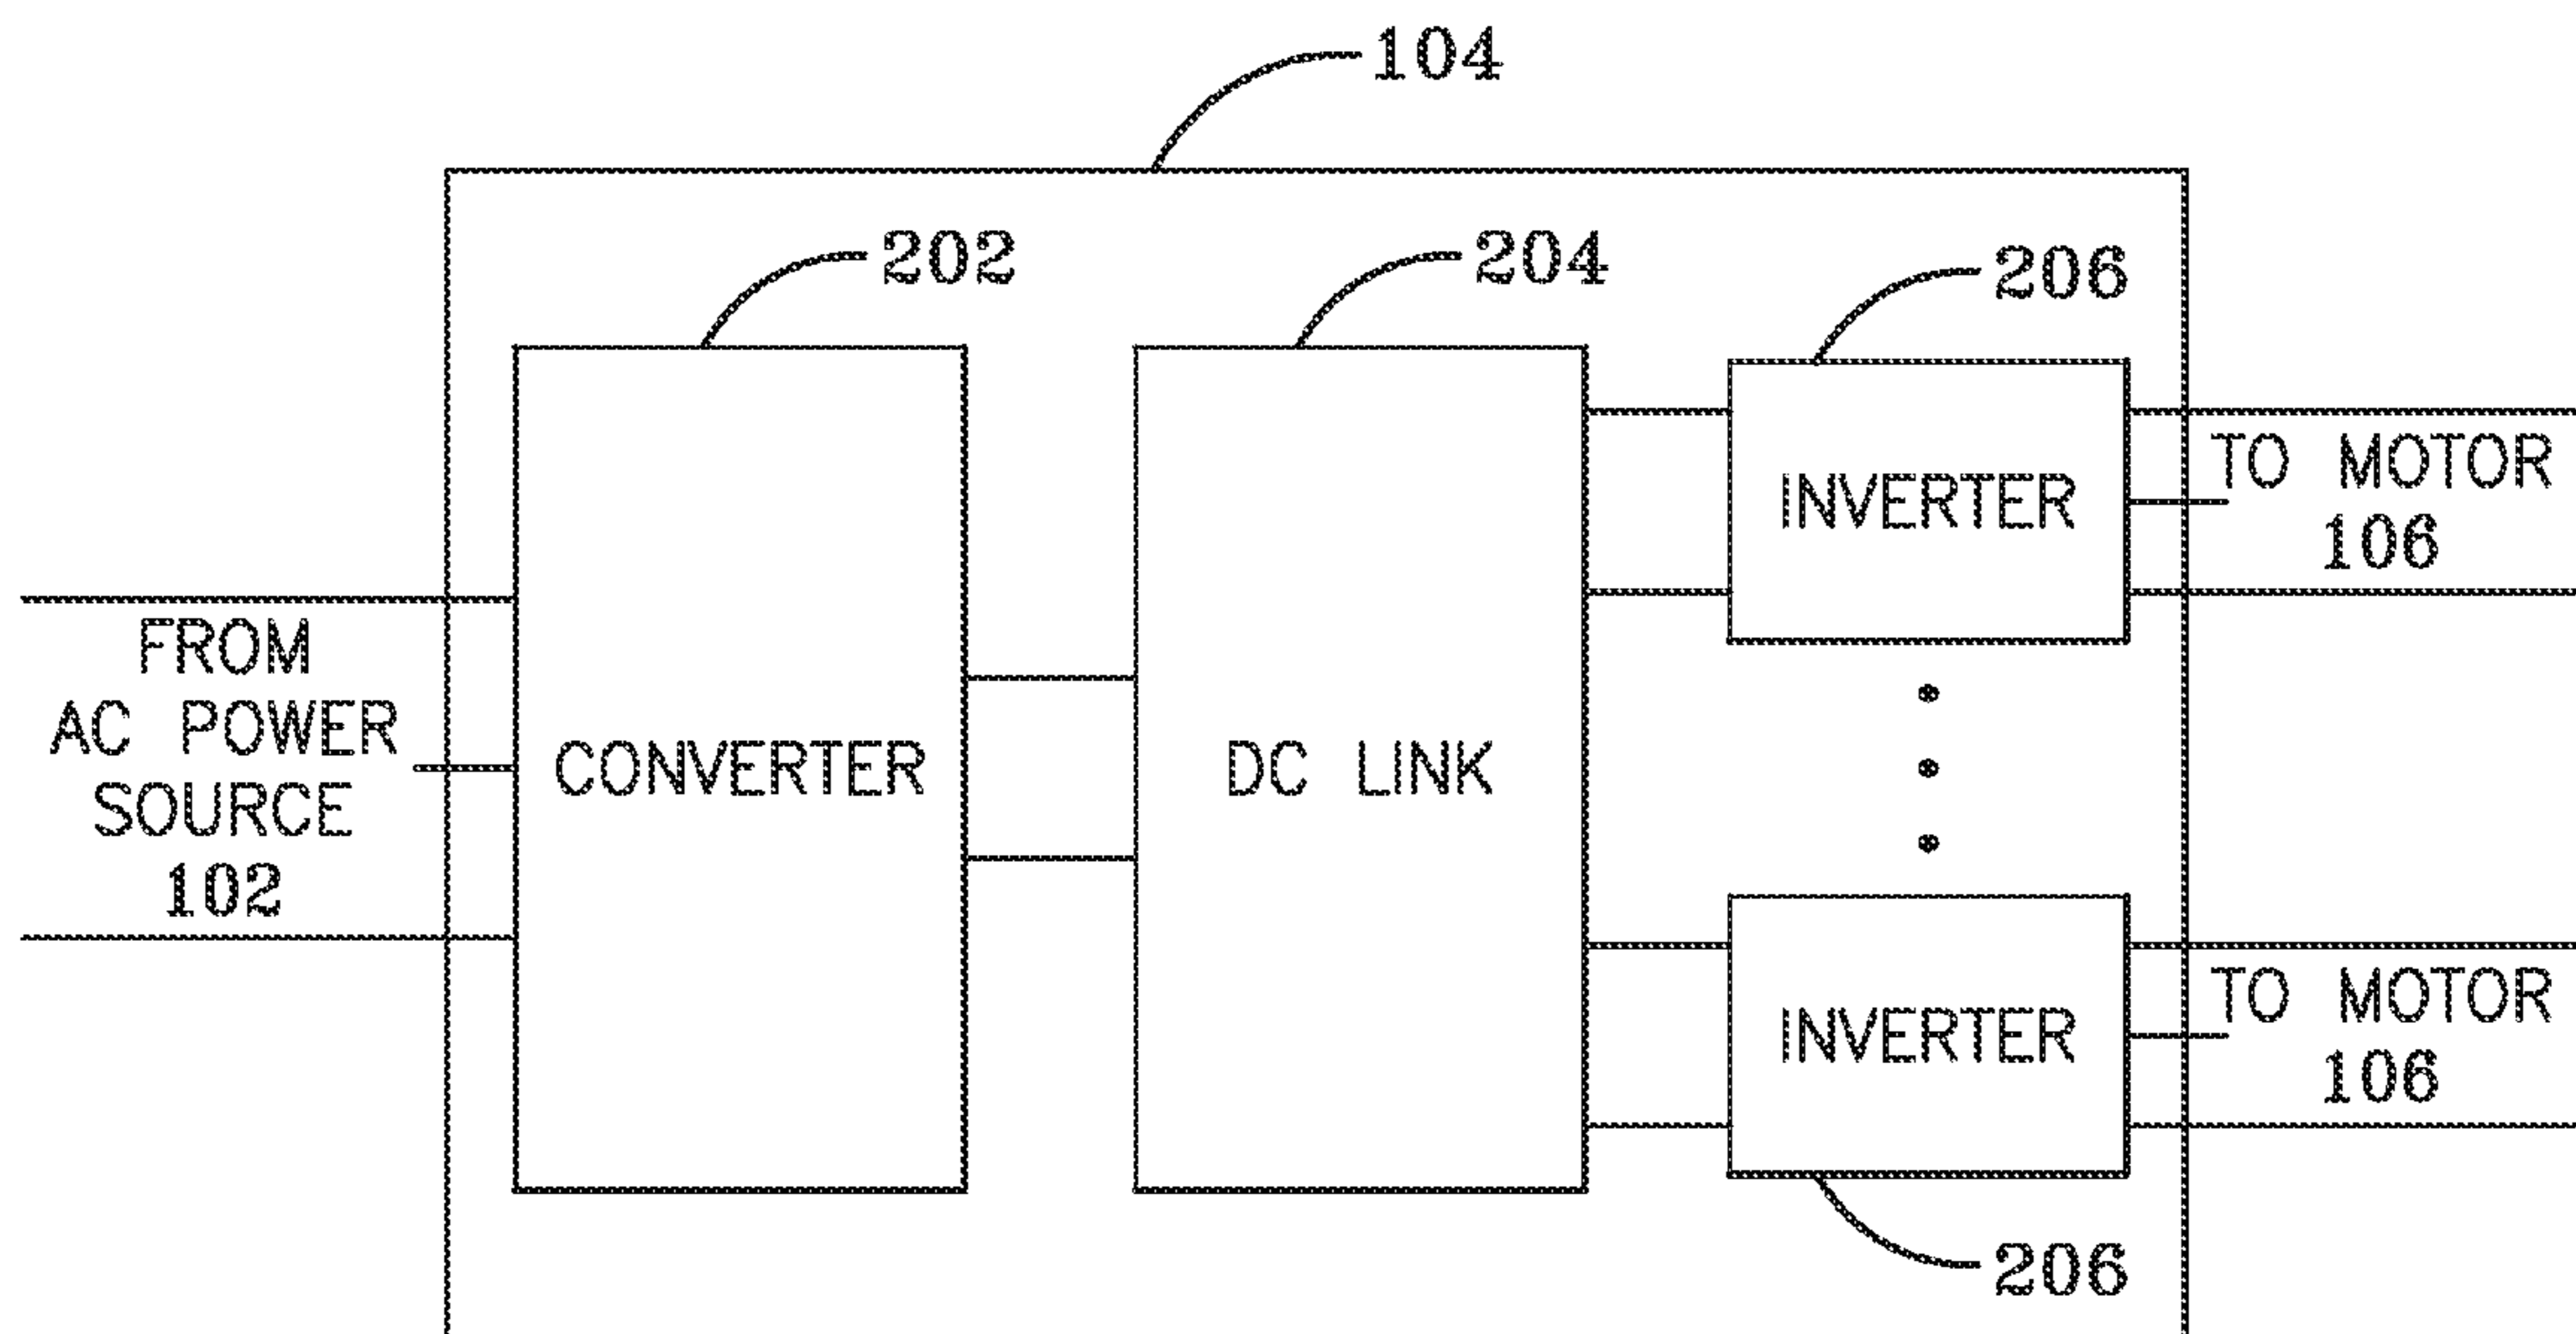 104
202
204
206
FROM
AC POWER
SOURCE
102
CONVERTER
DC LINK
INVERTER
TO MOTOR
106
INVERTER
TO MOTOR
106
206